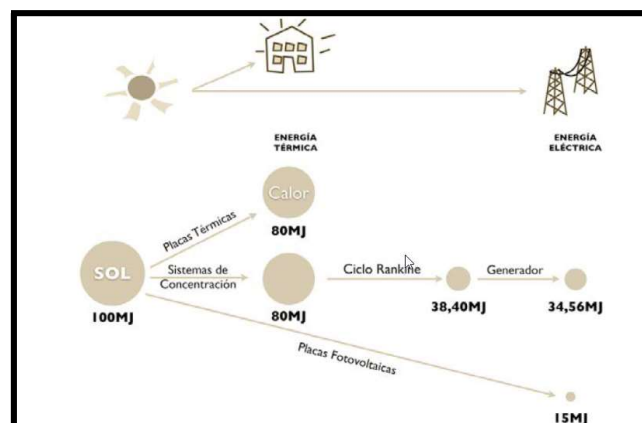 ENERGÍA
TÉRMICA
ENERGÍA
ELÉCTRICA
Calor
80MJ
Placas Térmicas
SOL
100MJ
Sistemas de
Concentración
80MJ
Ciclo Rankine
38,40MJ
Generador
34,56MJ
Placas Fotovoltaicas
15MJ